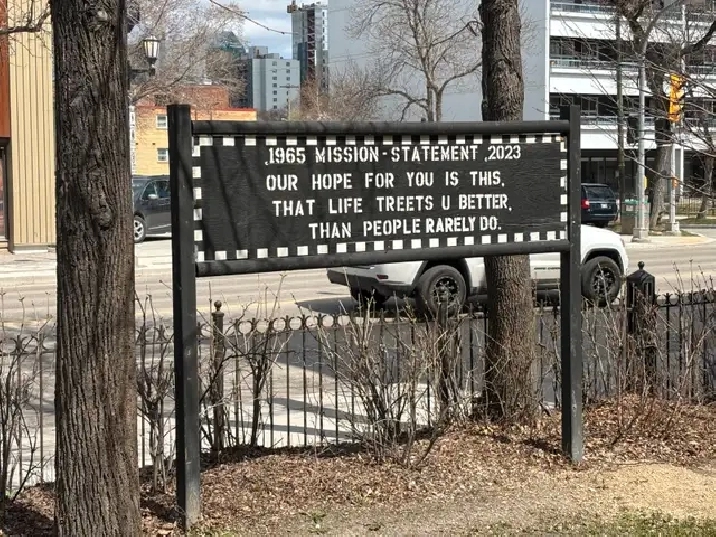 .1965 MISSION-STATEMENT .2023
OUR HOPE FOR YOU IS THIS.
THAT LIFE TREETS U BETTER.
THAN PEOPLE RARELY DO.